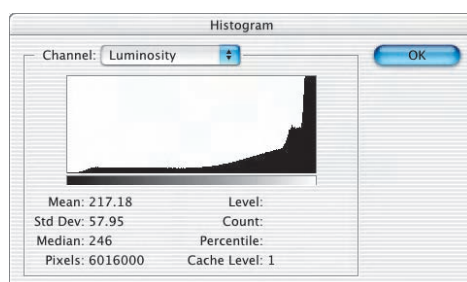 Histogram
Channel: Luminosity
OK
Mean: 217.18 Level:
Std Dev: 57.95 Count:
Median: 246 Percentile:
Pixels: 6016000 Cache Level: 1